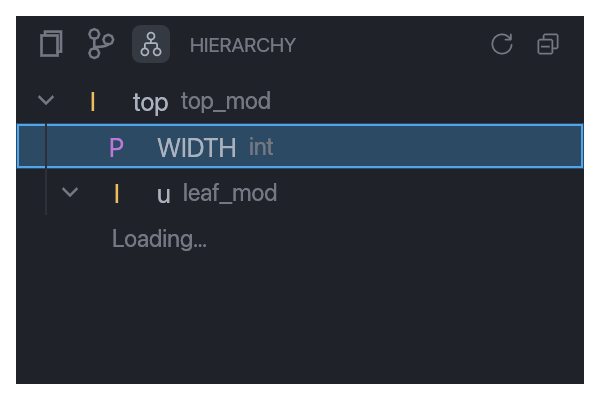 HIERARCHY
I top top_mod
P WIDTH int
I u leaf_mod
Loading...